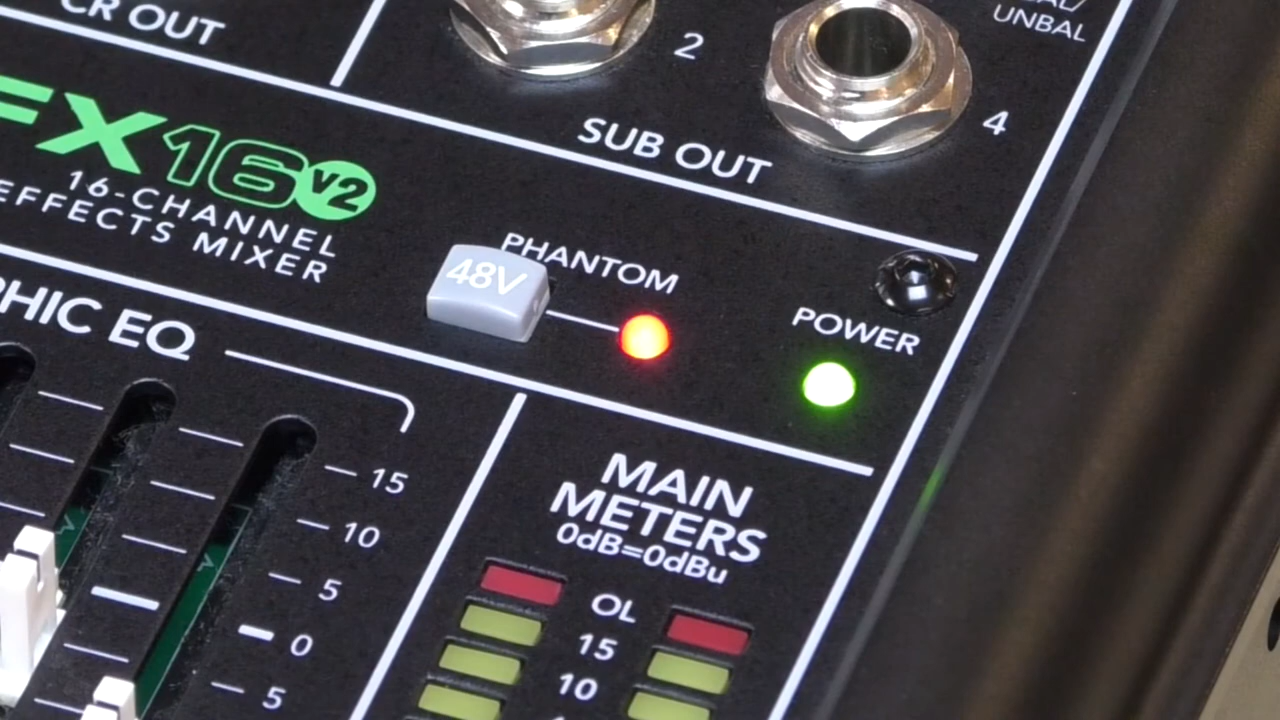 CR OUT
2
UNBAL
4
SUB OUT
FX16 v2
16-CHANNEL
EFFECTS MIXER
PHANTOM
48V
POWER
PHIC EQ
15
10
5
0
5
MAIN
METERS
0dB=0dBu
OL
15
10